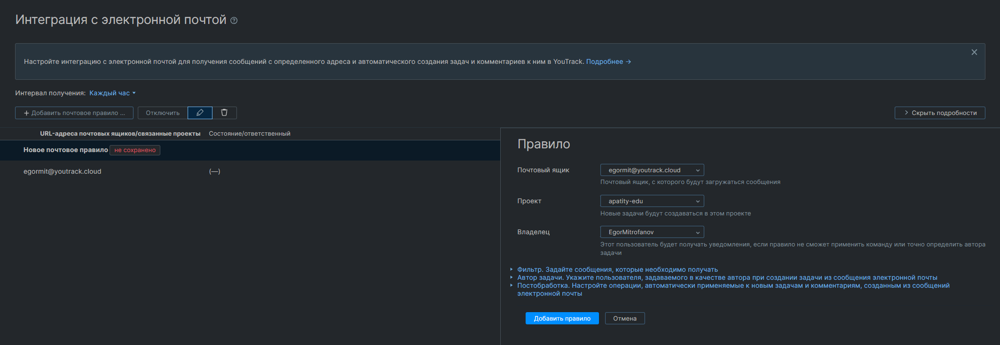 Интеграция с электронной почтой
Настройте интеграцию с электронной почтой для получения сообщений с определенного адреса и автоматического создания задач и комментариев к ним в YouTrack. Подробнее →
Интервал получения: Каждый час
+ Добавить почтовое правило ...
Отключить
Скрыть подробности
URL-адреса почтовых ящиков/связанные проекты
Состояние/ответственный
Новое почтовое правило не сохранено
egormit@youtrack.cloud
(—)
Правило
Почтовый ящик
egormit@youtrack.cloud
Почтовый ящик, с которого будут загружаться сообщения
Проект
apatity-edu
Новые задачи будут создаваться в этом проекте
Владелец
EgorMitrofanov
Этот пользователь будет получать уведомления, если правило не сможет применить команду или точно определить автора
задачи
Фильтр. Задайте сообщения, которые необходимо получать
Автор задачи. Укажите пользователя, задаваемого в качестве автора при создании задачи из сообщения электронной почты
Постобработка. Настройте операции, автоматически применяемые к новым задачам и комментариям, созданным из сообщений
электронной почты
Добавить правило
Отмена